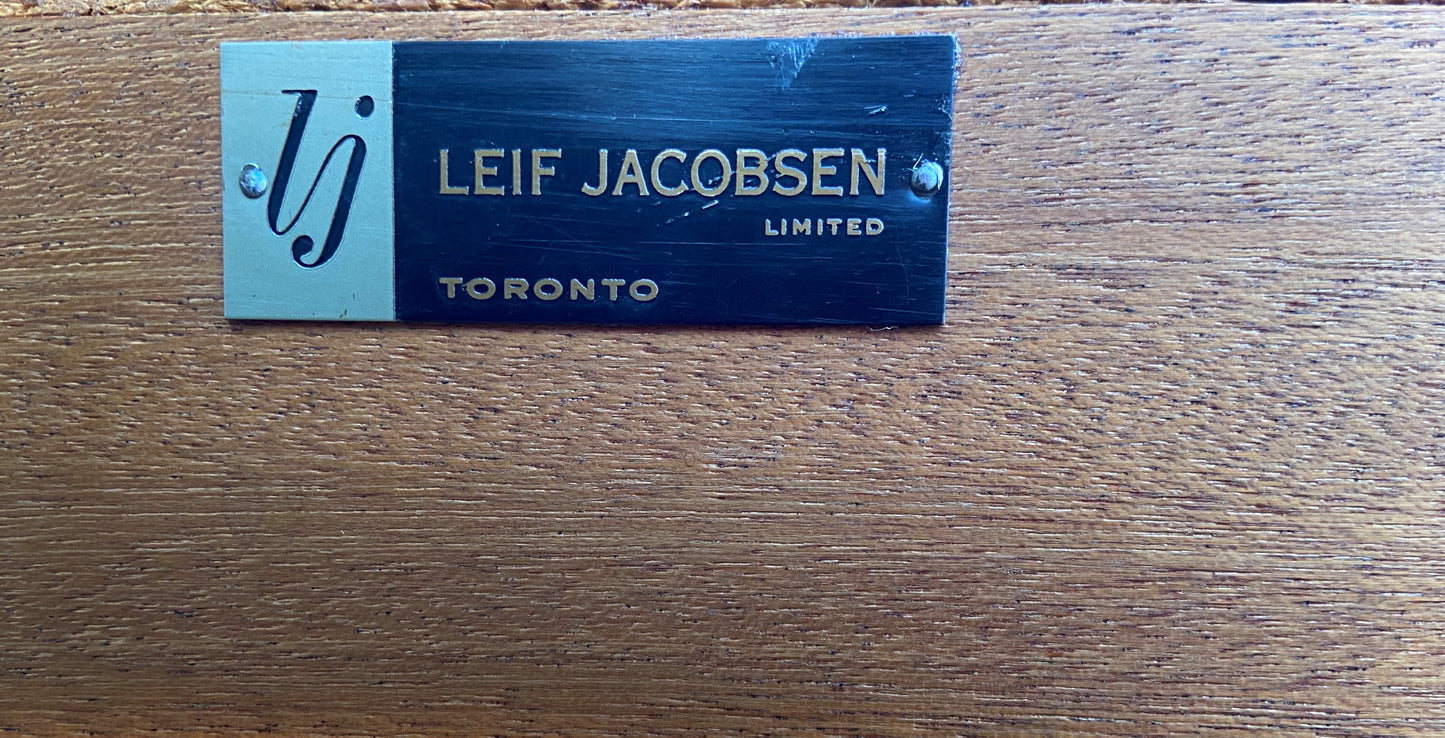 lj
LEIF JACOBSEN
LIMITED
TORONTO